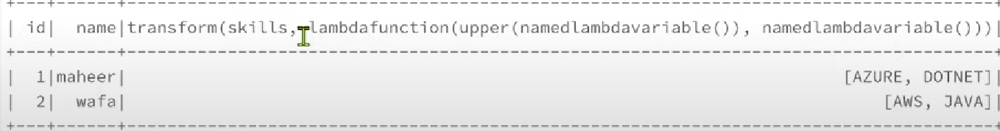 +---+------+-----------------------------------------------------------------------------------+
| id|  name|transform(skills, lambdafunction(upper(namedlambdavariable()), namedlambdavariable()))|
+---+------+-----------------------------------------------------------------------------------+
|  1|maheer|                                                                    [AZURE, DOTNET]|
|  2|  wafa|                                                                        [AWS, JAVA]|
+---+------+-----------------------------------------------------------------------------------+